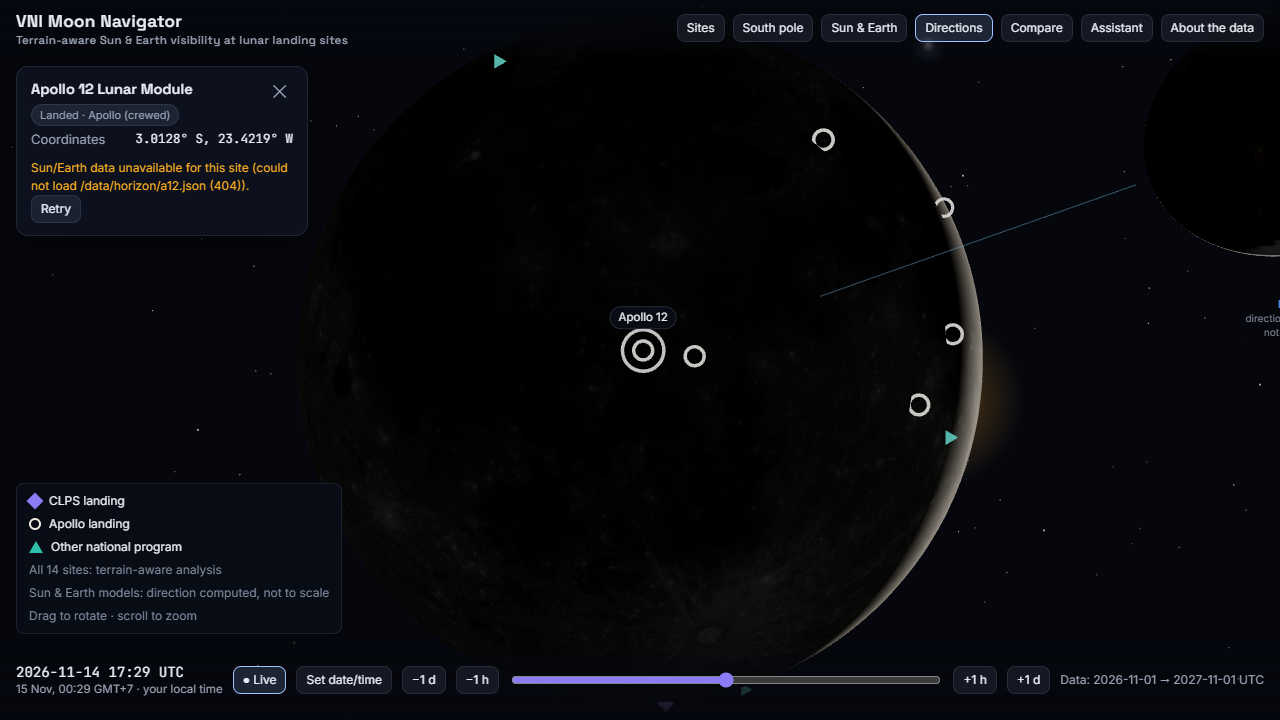 VNI Moon Navigator
Terrain-aware Sun & Earth visibility at lunar landing sites
Sites
South pole
Sun & Earth
Directions
Compare
Assistant
About the data
Apollo 12 Lunar Module
Landed · Apollo (crewed)
Coordinates 3.0128° S, 23.4219° W
Sun/Earth data unavailable for this site (could
not load /data/horizon/a12.json (404)).
Retry
directio
not
Apollo 12
CLPS landing
Apollo landing
Other national program
All 14 sites: terrain-aware analysis
Sun & Earth models: direction computed, not to scale
Drag to rotate · scroll to zoom
2026-11-14 17:29 UTC
15 Nov, 00:29 GMT+7 · your local time
● Live
Set date/time
−1 d
−1 h
+1 h
+1 d
Data: 2026-11-01 → 2027-11-01 UTC